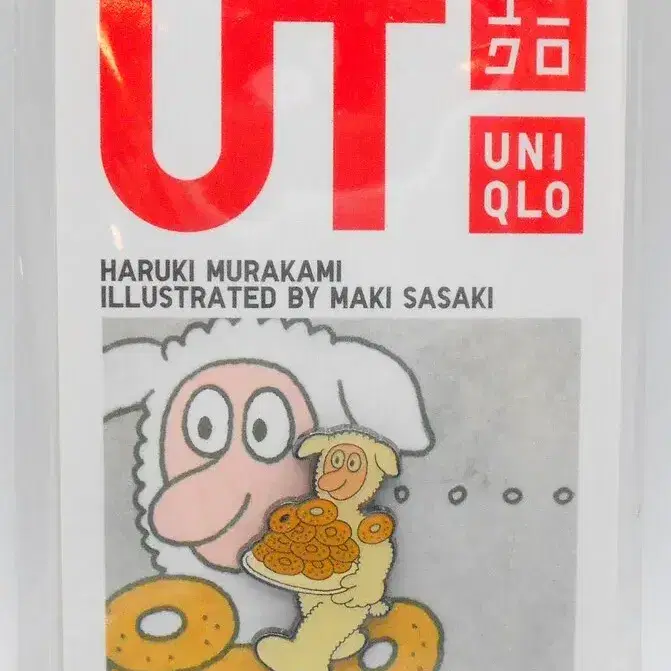 UT
ユニ
クロ
UNI
QLO
HARUKI MURAKAMI
ILLUSTRATED BY MAKI SASAKI